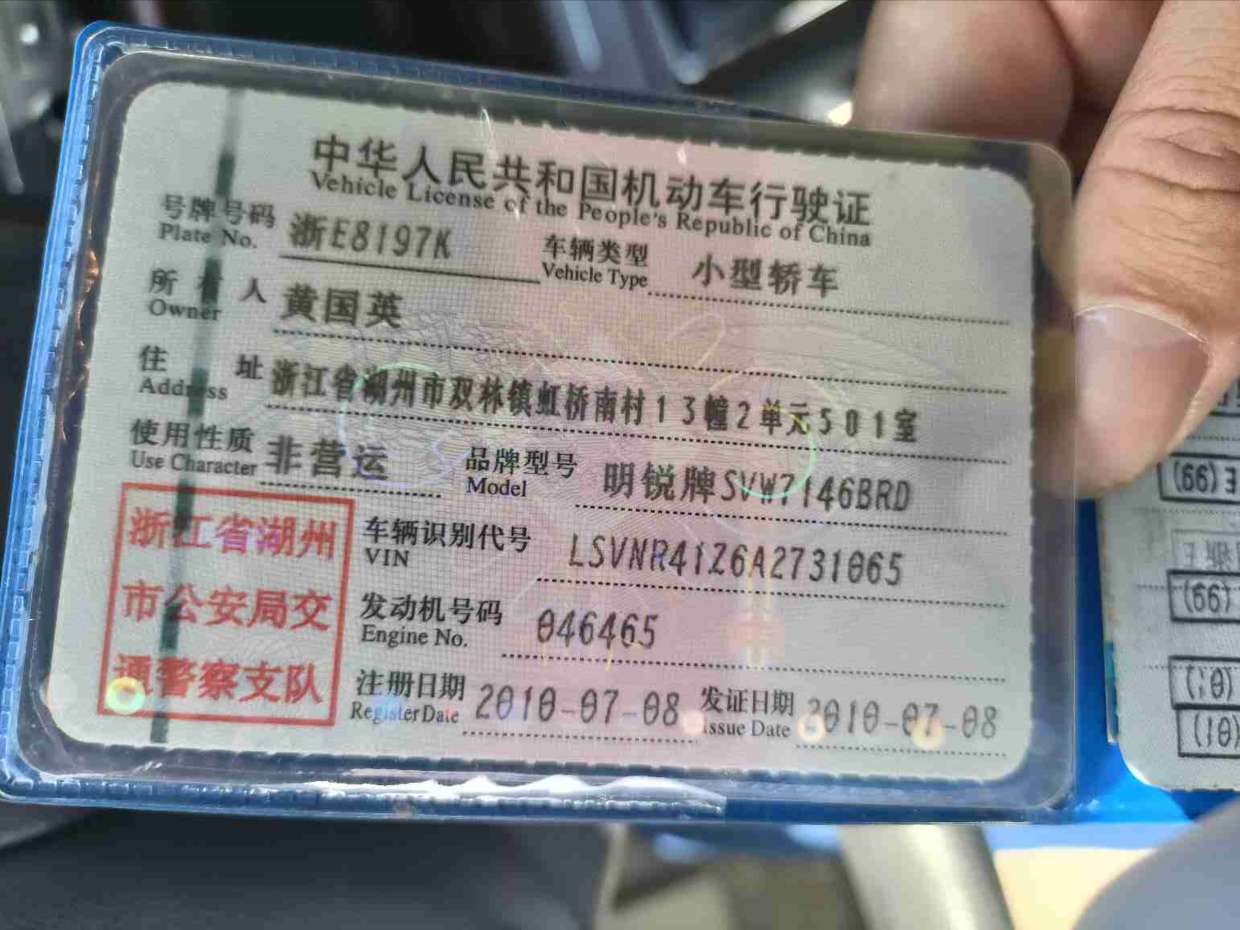 中华人民共和国机动车行驶证
Vehicle License of the People's Republic of China
号牌号码 浙E8197K 车辆类型 小型轿车
Plate No. Vehicle Type
所有人 黄国英
Owner
住址 浙江省湖州市双林镇虹桥南村13幢2单元501室
Address
使用性质 非营运 品牌型号 明锐牌SVW7146BRD
Use Character Model
浙江省湖州
市公安局交
通警察支队
车辆识别代号 LSVNR41Z6A2731065
VIN
发动机号码 046465
Engine No.
注册日期 2010-07-08 发证日期 2010-07-08
Register Date Issue Date